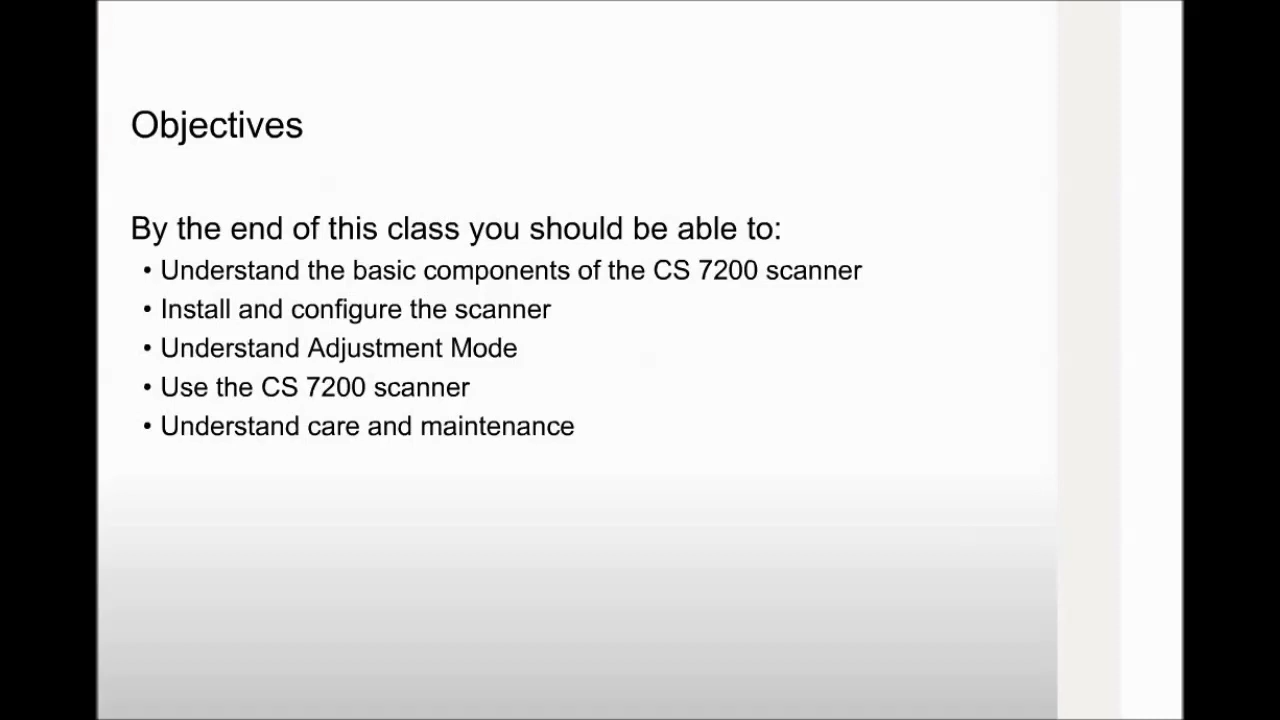 Objectives
By the end of this class you should be able to:
• Understand the basic components of the CS 7200 scanner
• Install and configure the scanner
• Understand Adjustment Mode
• Use the CS 7200 scanner
• Understand care and maintenance